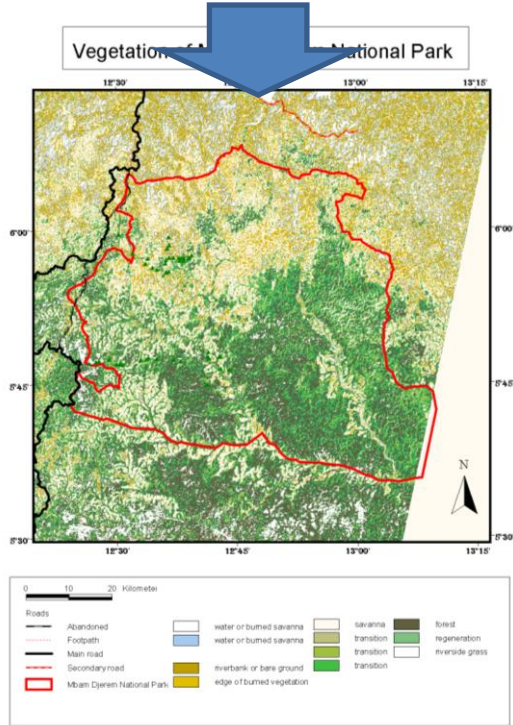 Vegetation of M em National Park
12°30' 12 13°00' 13°15'
6°00' 6°00'
5°45' 5°45'
N
5°30' 5°30'
12°30' 12°45' 13°00' 13°15'
0 10 20 Kilometer
Roads
Abandoned
Footpath
Main road
Secondary road
Mbam Djerem National Park
water or burned savanna
water or burned savanna
riverbank or bare ground
edge of burned vegetation
savanna
transition
transition
transition
forest
regeneration
riverside grass